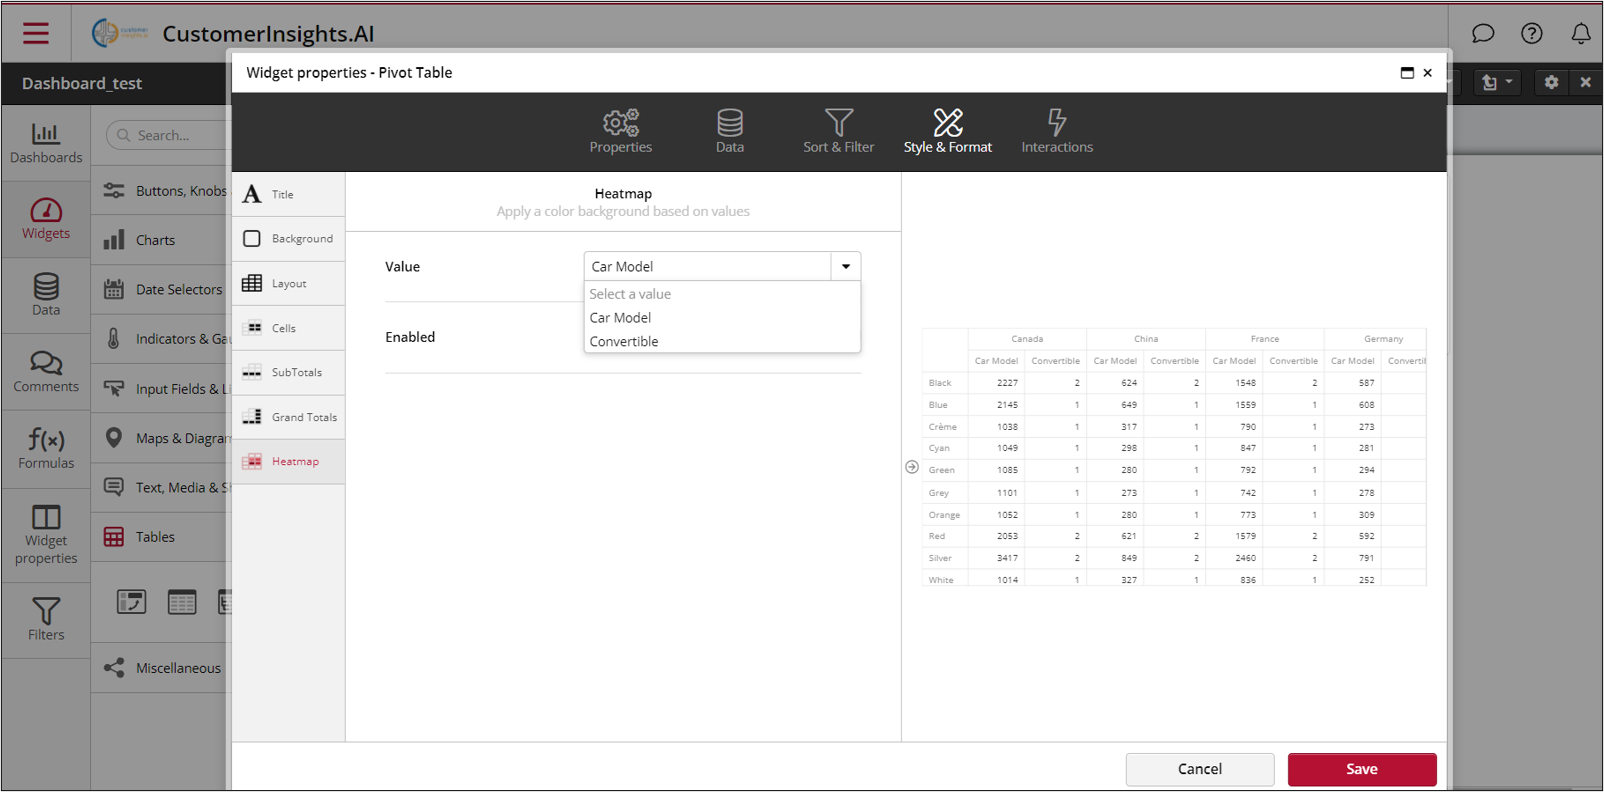 CustomerInsights.AI
Dashboard_test
Widget properties - Pivot Table
Properties
Data
Sort & Filter
Style & Format
Interactions
Dashboards
Widgets
Data
Comments
Formulas
Widget
properties
Filters
Search...
Buttons, Knobs
Charts
Date Selectors
Indicators & Gau
Input Fields & Li
Maps & Diagram
Text, Media & S
Tables
Miscellaneous
Title
Background
Layout
Cells
SubTotals
Grand Totals
Heatmap
Heatmap
Apply a color background based on values
Value
Car Model
Select a value
Car Model
Convertible
Enabled
Canada China France Germany
Car Model Convertible Car Model Convertible Car Model Convertible Car Model Convertil
Black 2227 2 624 2 1548 2 587
Blue 2145 1 649 1 1559 1 608
Crème 1038 1 317 1 790 1 273
Cyan 1049 1 298 1 847 1 281
Green 1085 1 280 1 792 1 294
Grey 1101 1 273 1 742 1 278
Orange 1052 1 280 1 773 1 309
Red 2053 2 621 2 1579 2 592
Silver 3417 2 849 2 2460 2 791
White 1014 1 327 1 836 1 252
Cancel
Save